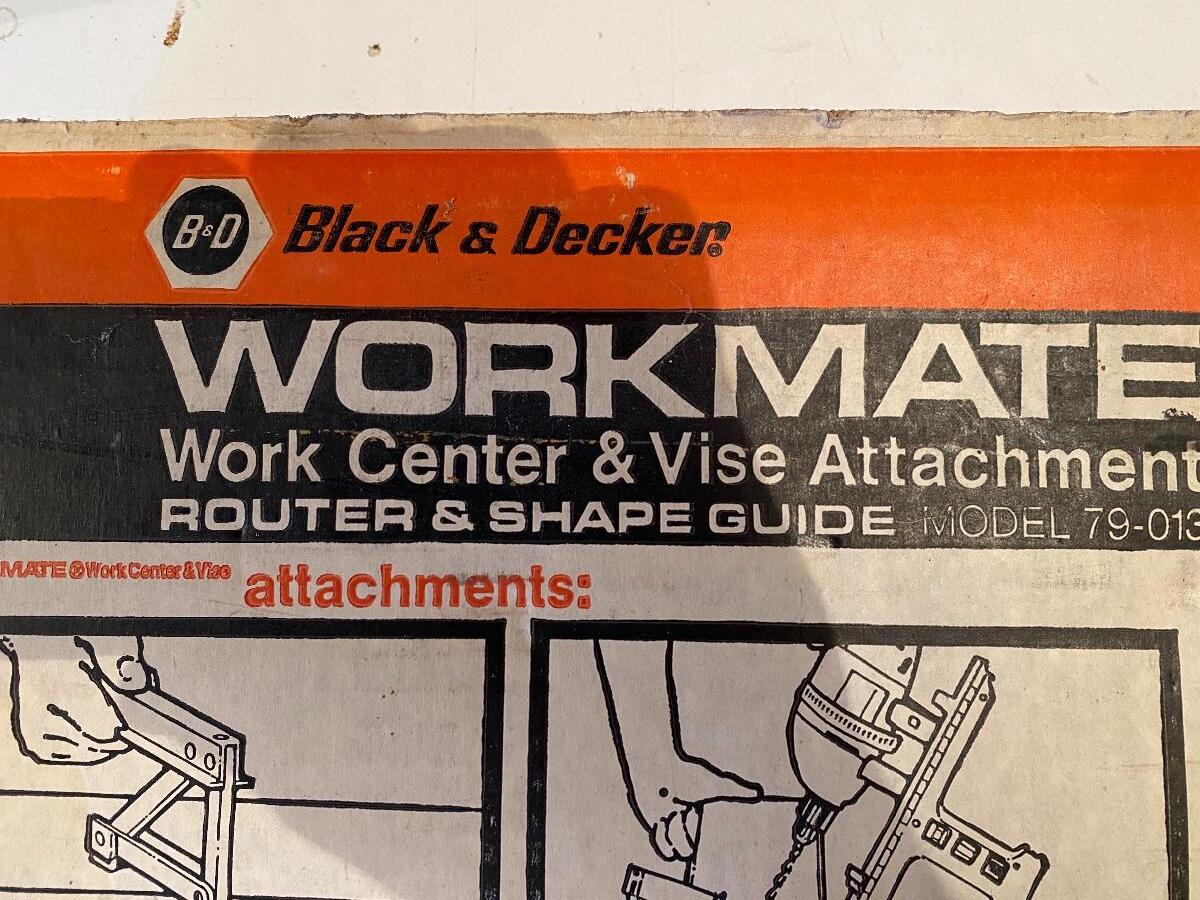 B&D Black & Decker®
WORKMATE
Work Center & Vise Attachment
ROUTER & SHAPE GUIDE MODEL 79-013
MATE® Work Center & Vise attachments: